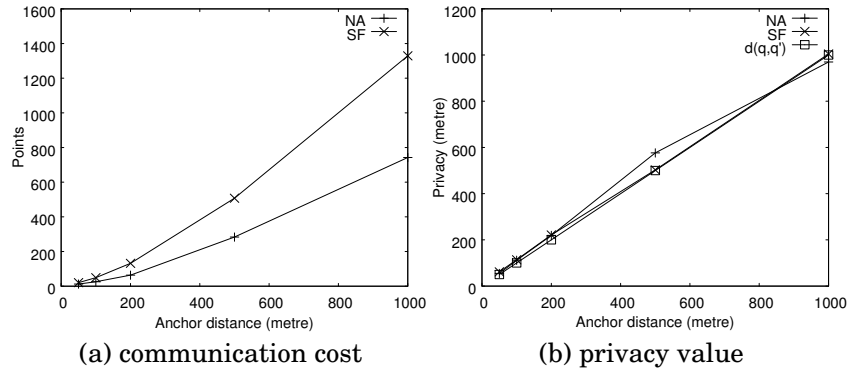 1600
1400
1200
1000
800
600
400
200
0
Points
0 200 400 600 800 1000
Anchor distance (metre)
NA
SF
(a) communication cost
1200
1000
800
600
400
200
0
Privacy (metre)
0 200 400 600 800 1000
Anchor distance (metre)
NA
SF
d(q,q')
(b) privacy value